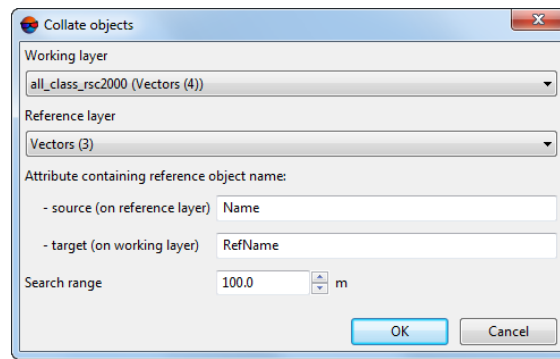 Collate objects
Working layer
all_class_rsc2000 (Vectors (4))
Reference layer
Vectors (3)
Attribute containing reference object name:
- source (on reference layer) Name
- target (on working layer) RefName
Search range 100.0 m
OK Cancel